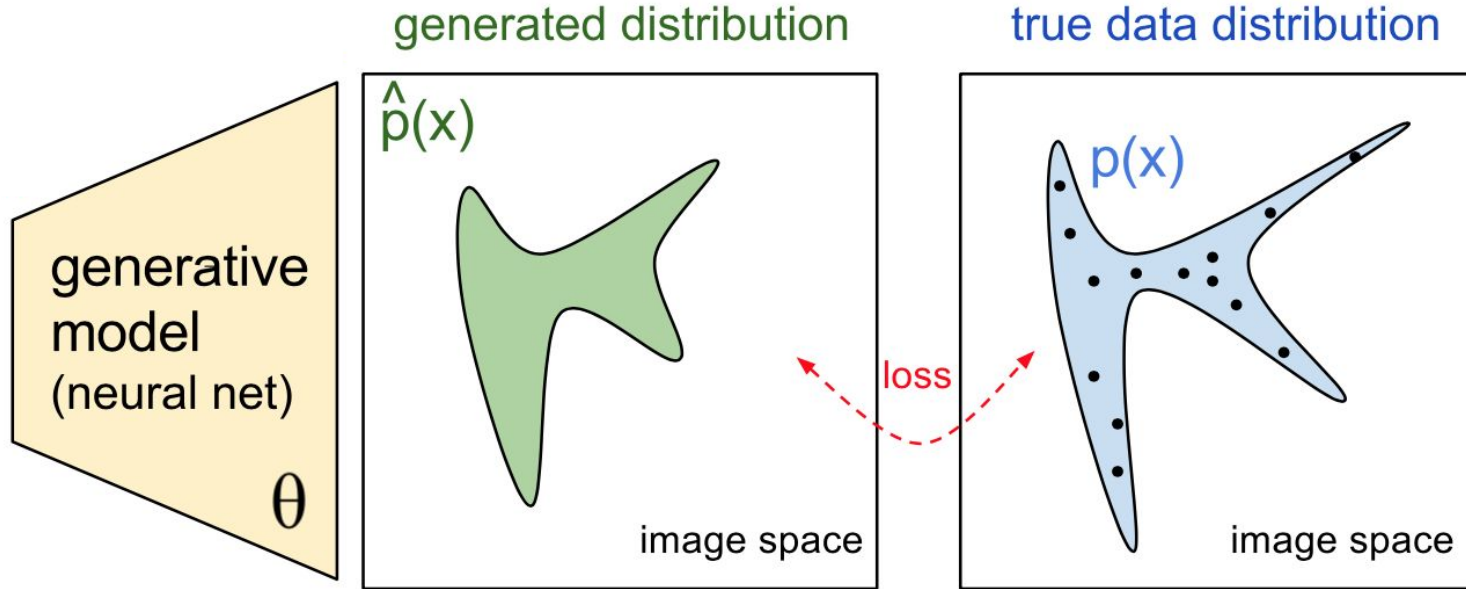 generated distribution
true data distribution
p̂(x)
p(x)
generative
model
(neural net)
θ
loss
image space
image space